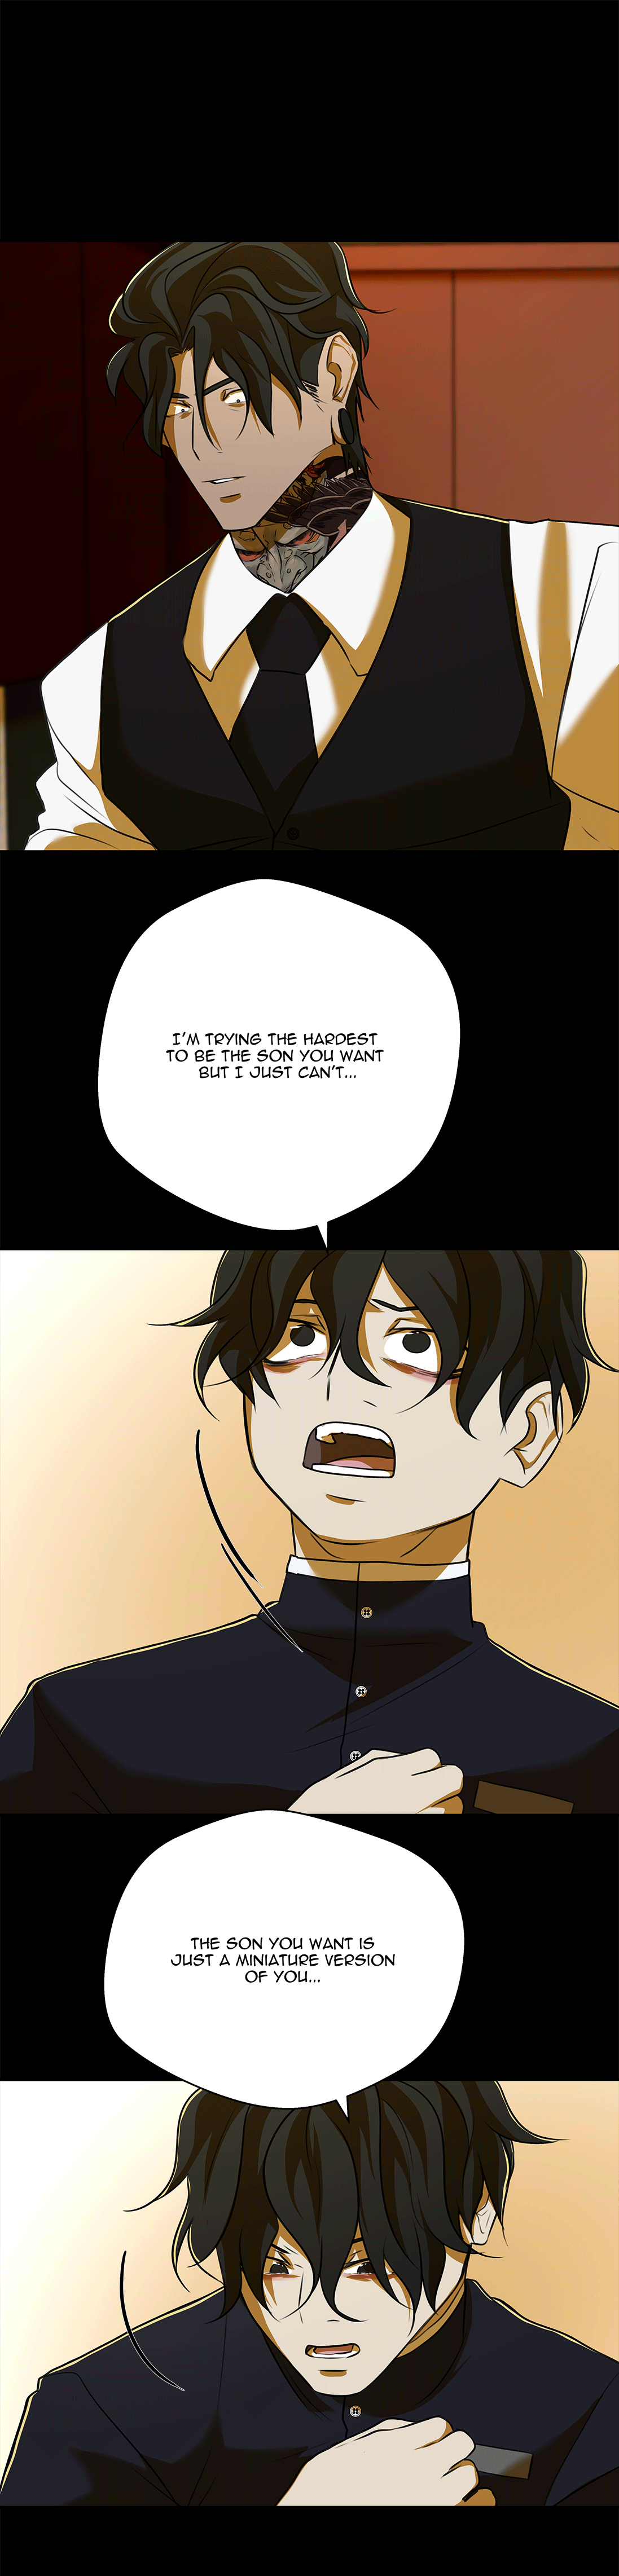 I'M TRYING THE HARDEST
TO BE THE SON YOU WANT
BUT I JUST CAN'T...
THE SON YOU WANT IS
JUST A MINIATURE VERSION
OF YOU...